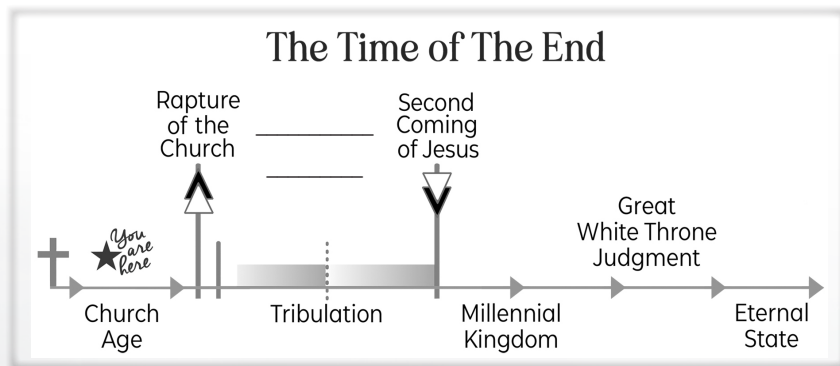 The Time of The End
Rapture
of the
Church
Second
Coming
of Jesus
You
are
here
Great
White Throne
Judgment
Church
Age
Tribulation
Millennial
Kingdom
Eternal
State